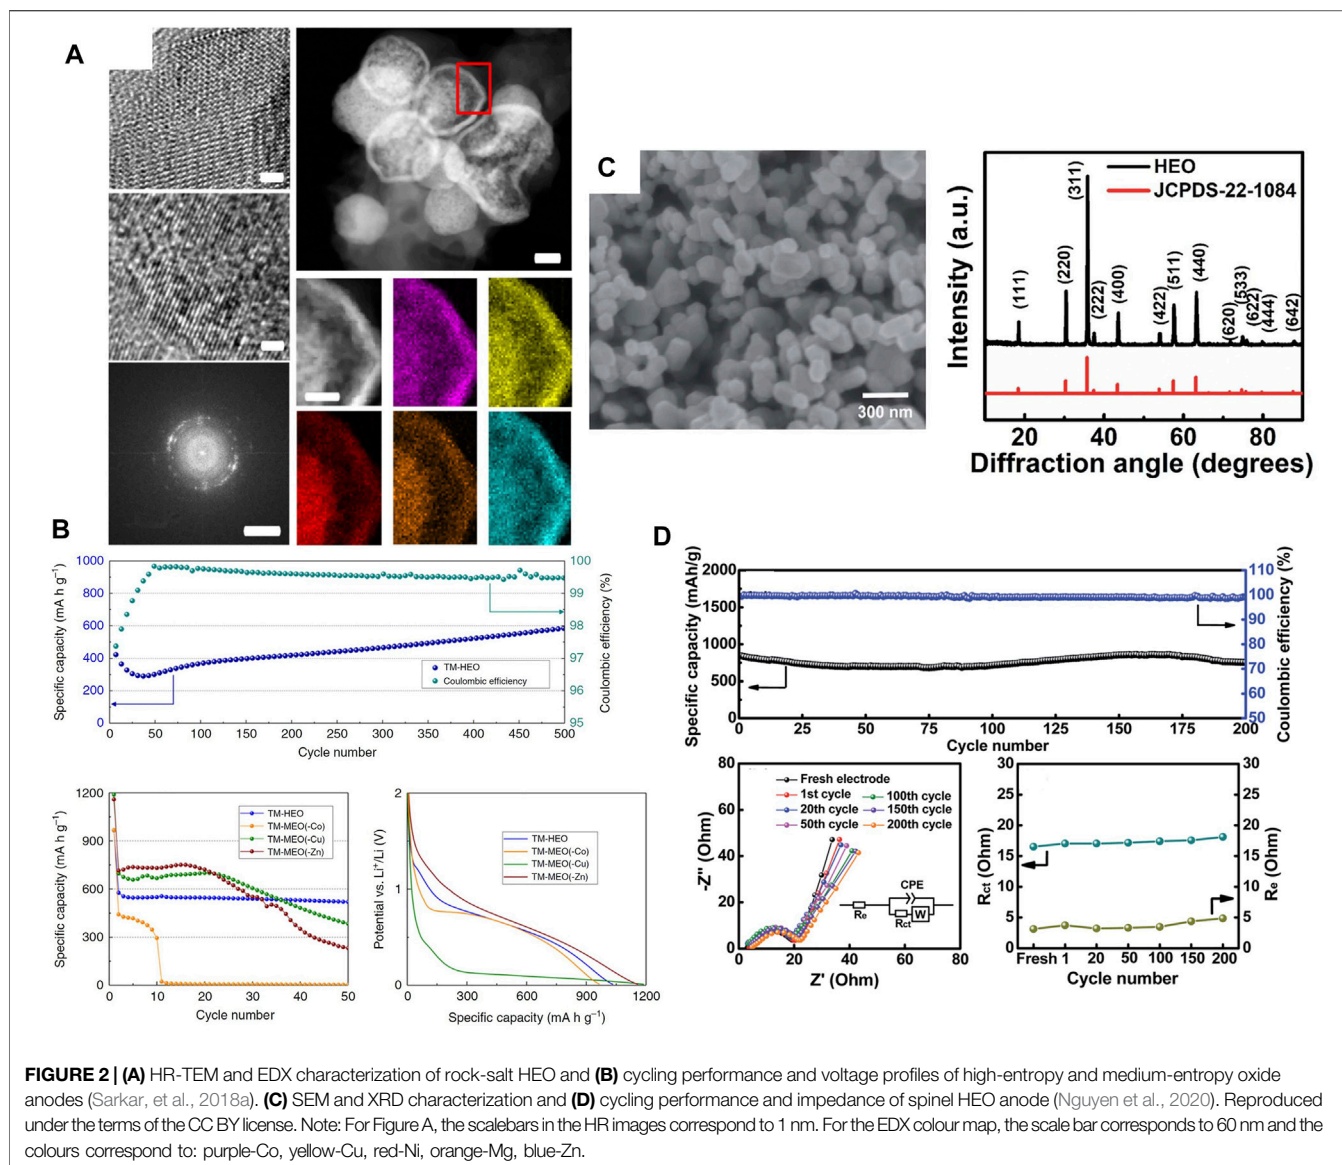 A
C
300 nm
Intensity (a.u.)
HEO
JCPDS-22-1084
(111)
(220)
(311)
(222)
(400)
(422)
(511)
(440)
(620)
(533)
(622)
(444)
(642)
20 40 60 80
Diffraction angle (degrees)
B
Specific capacity (mA h g⁻¹)
1000
800
600
400
200
0
100
99
98
97
96
95
Coulombic efficiency (%)
TM-HEO
Coulombic efficiency
0 50 100 150 200 250 300 350 400 450 500
Cycle number
Specific capacity (mA h g⁻¹)
1200
900
600
300
0
TM-HEO
TM-MEO(-Co)
TM-MEO(-Cu)
TM-MEO(-Zn)
0 10 20 30 40 50
Cycle number
Potential vs. Li⁺/Li (V)
2
1
0
TM-HEO
TM-MEO(-Co)
TM-MEO(-Cu)
TM-MEO(-Zn)
0 300 600 900 1200
Specific capacity (mA h g⁻¹)
D
Specific capacity (mAh/g)
2000
1500
1000
500
0
110
100
90
80
70
60
50
Coulombic efficiency (%)
0 25 50 75 100 125 150 175 200
Cycle number
-Z" (Ohm)
80
60
40
20
0
Fresh electrode
1st cycle
20th cycle
50th cycle
100th cycle
150th cycle
200th cycle
CPE
Re
Rct
W
0 20 40 60 80
Z' (Ohm)
Rct (Ohm)
30
25
20
15
10
5
0
30
25
20
15
10
5
0
Re (Ohm)
Fresh 1 20 50 100 150 200
Cycle number
FIGURE 2 | (A) HR-TEM and EDX characterization of rock-salt HEO and (B) cycling performance and voltage profiles of high-entropy and medium-entropy oxide
anodes (Sarkar, et al., 2018a). (C) SEM and XRD characterization and (D) cycling performance and impedance of spinel HEO anode (Nguyen et al., 2020). Reproduced
under the terms of the CC BY license. Note: For Figure A, the scalebars in the HR images correspond to 1 nm. For the EDX colour map, the scale bar corresponds to 60 nm and the
colours correspond to: purple-Co, yellow-Cu, red-Ni, orange-Mg, blue-Zn.